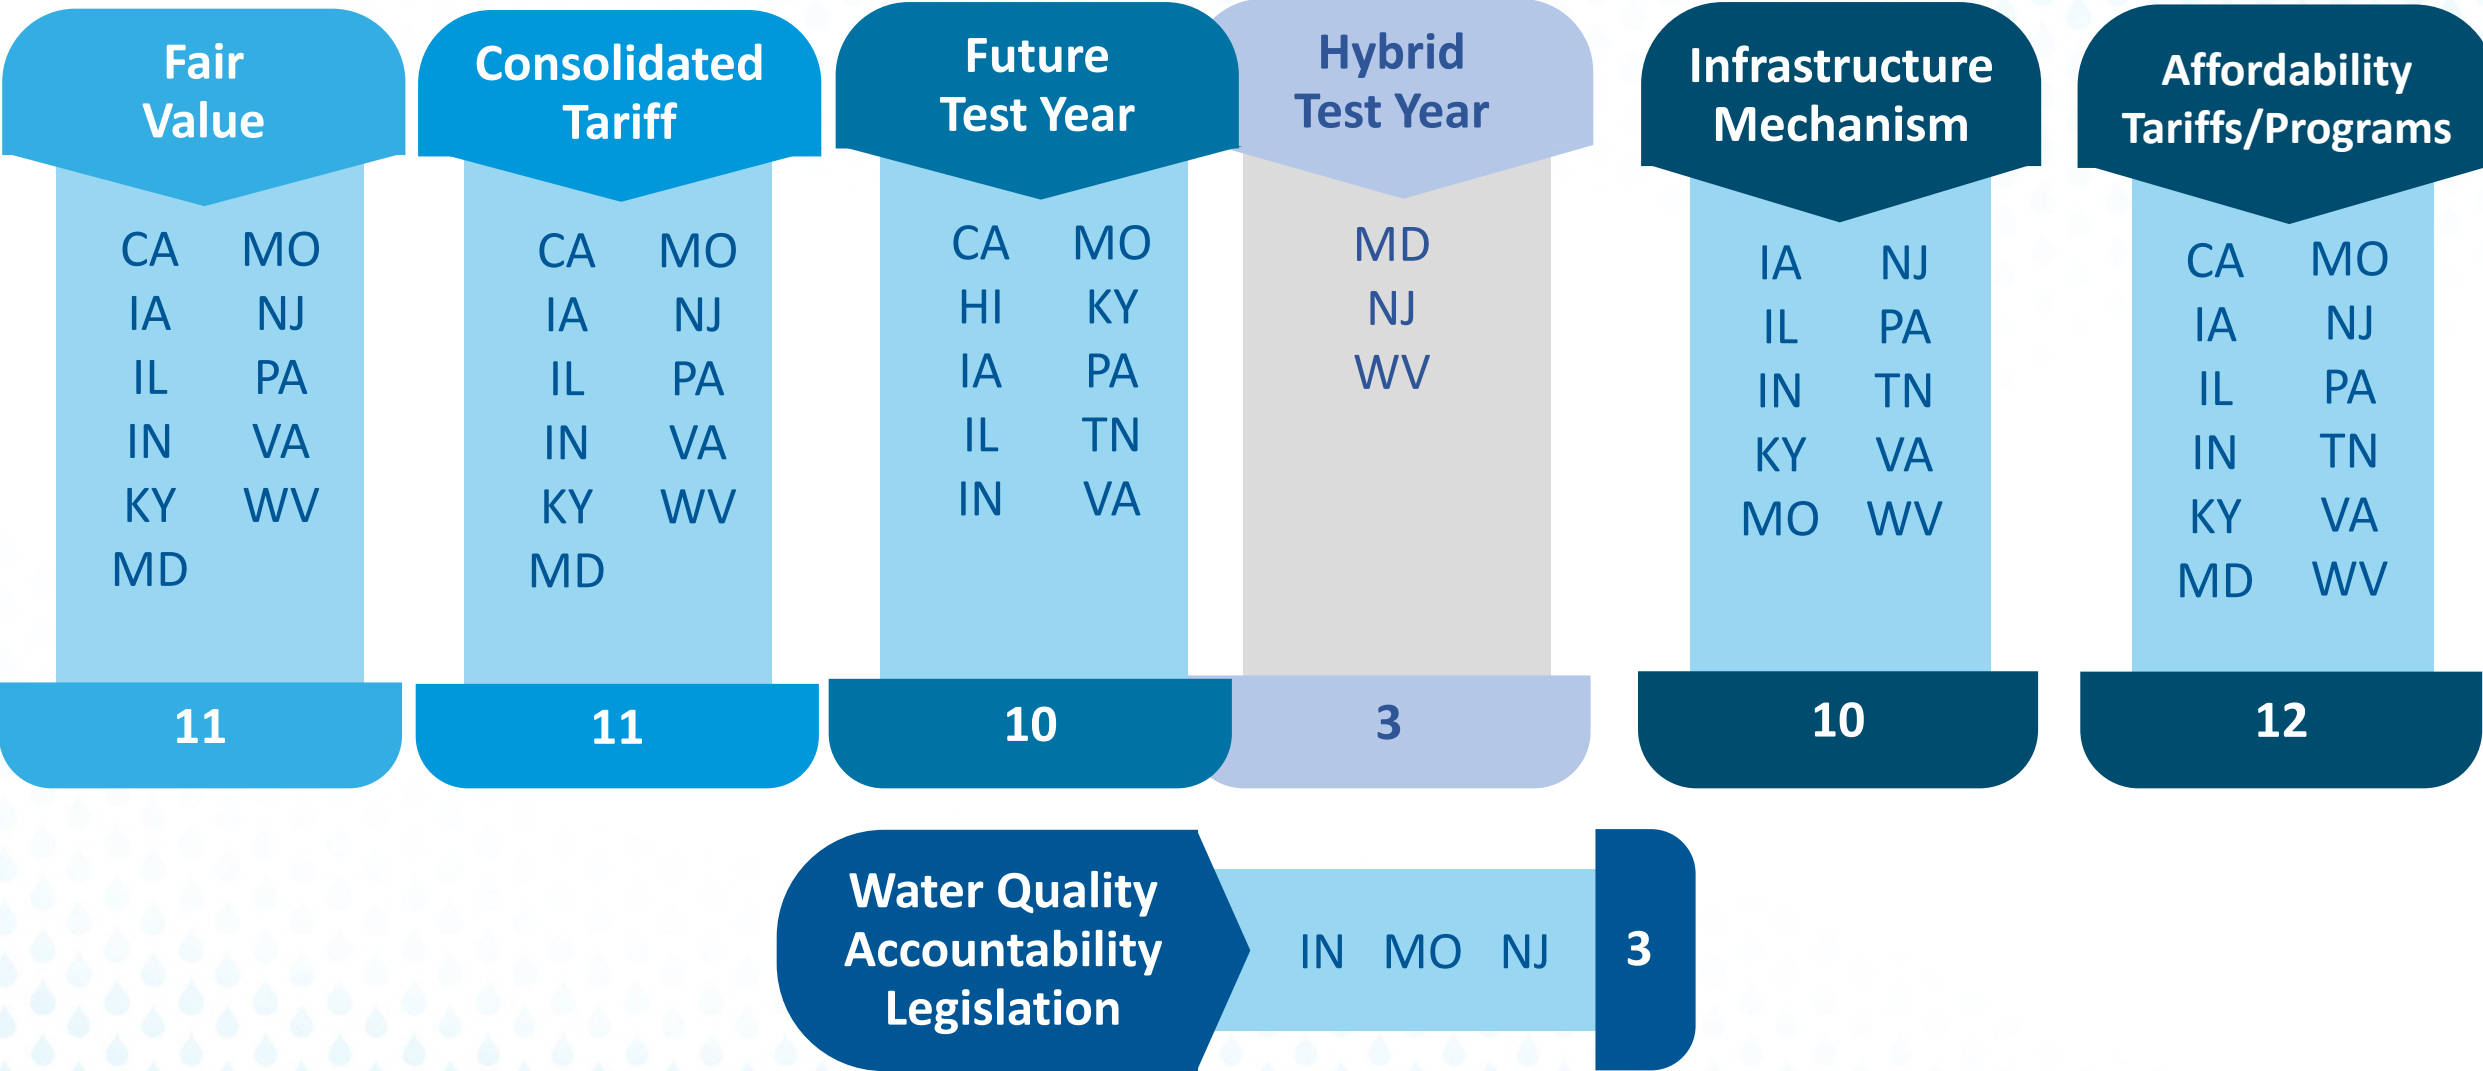 Fair
Value
CA MO
IA NJ
IL PA
IN VA
KY WV
MD
11
Consolidated
Tariff
CA MO
IA NJ
IL PA
IN VA
KY WV
MD
11
Future
Test Year
CA MO
HI KY
IA PA
IL TN
IN VA
10
Hybrid
Test Year
MD
NJ
WV
3
Infrastructure
Mechanism
IA NJ
IL PA
IN TN
KY VA
MO WV
10
Affordability
Tariffs/Programs
CA MO
IA NJ
IL PA
IN TN
KY VA
MD WV
12
Water Quality
Accountability
Legislation
IN MO NJ
3